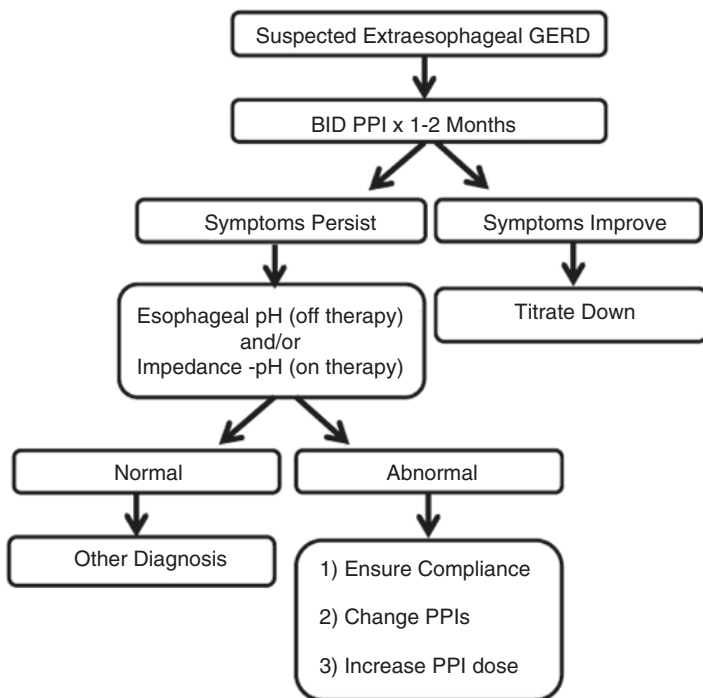 Suspected Extraesophageal GERD
BID PPI x 1-2 Months
Symptoms Persist
Symptoms Improve
Esophageal pH (off therapy)
and/or
Impedance -pH (on therapy)
Titrate Down
Normal
Abnormal
Other Diagnosis
1) Ensure Compliance
2) Change PPIs
3) Increase PPI dose